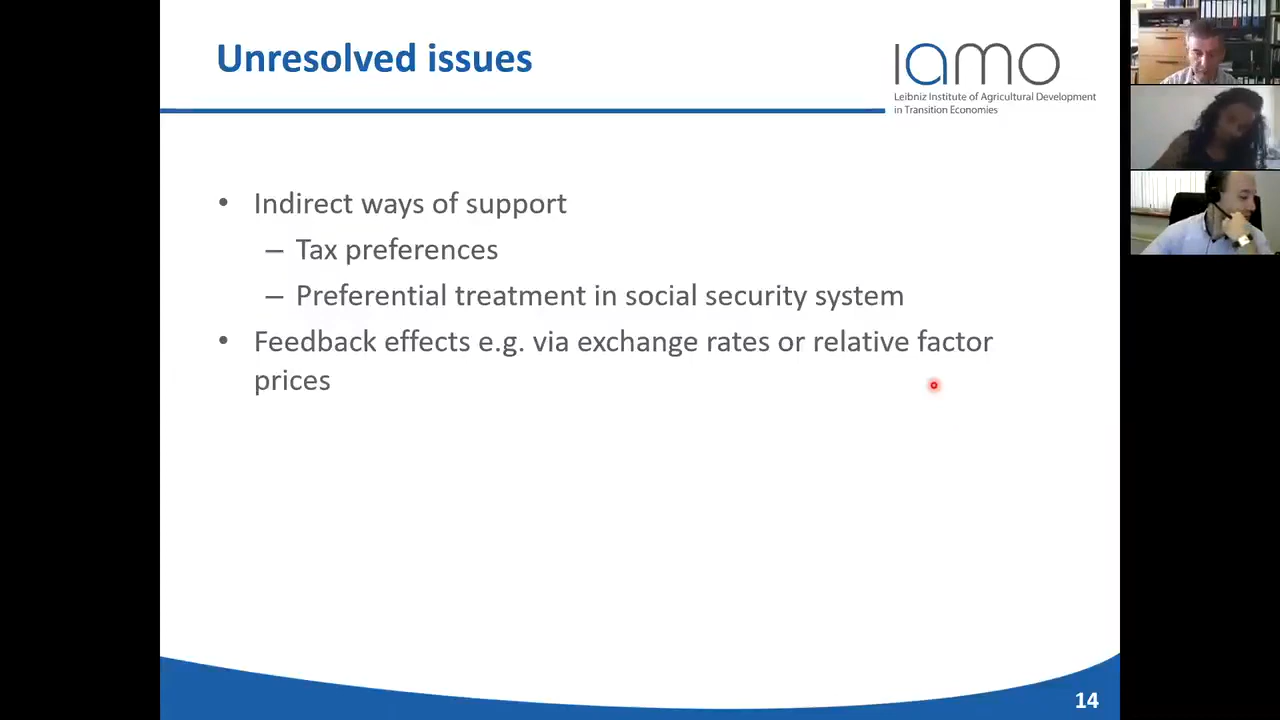 Unresolved issues
iamo
Leibniz Institute of Agricultural Development
in Transition Economies
• Indirect ways of support
– Tax preferences
– Preferential treatment in social security system
• Feedback effects e.g. via exchange rates or relative factor
prices
14